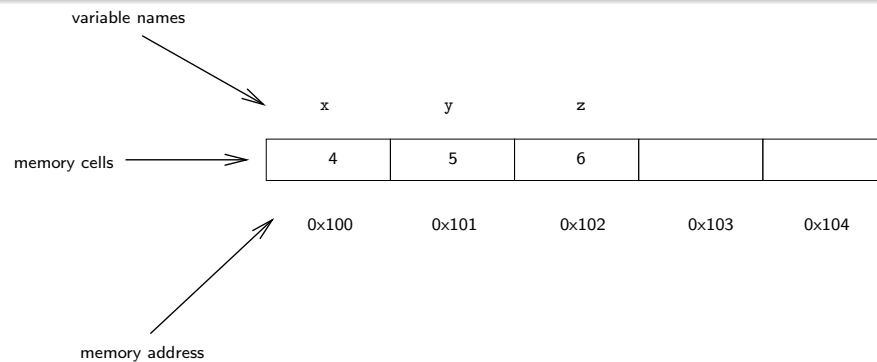 variable names
x y z
memory cells 4 5 6
0x100 0x101 0x102 0x103 0x104
memory address